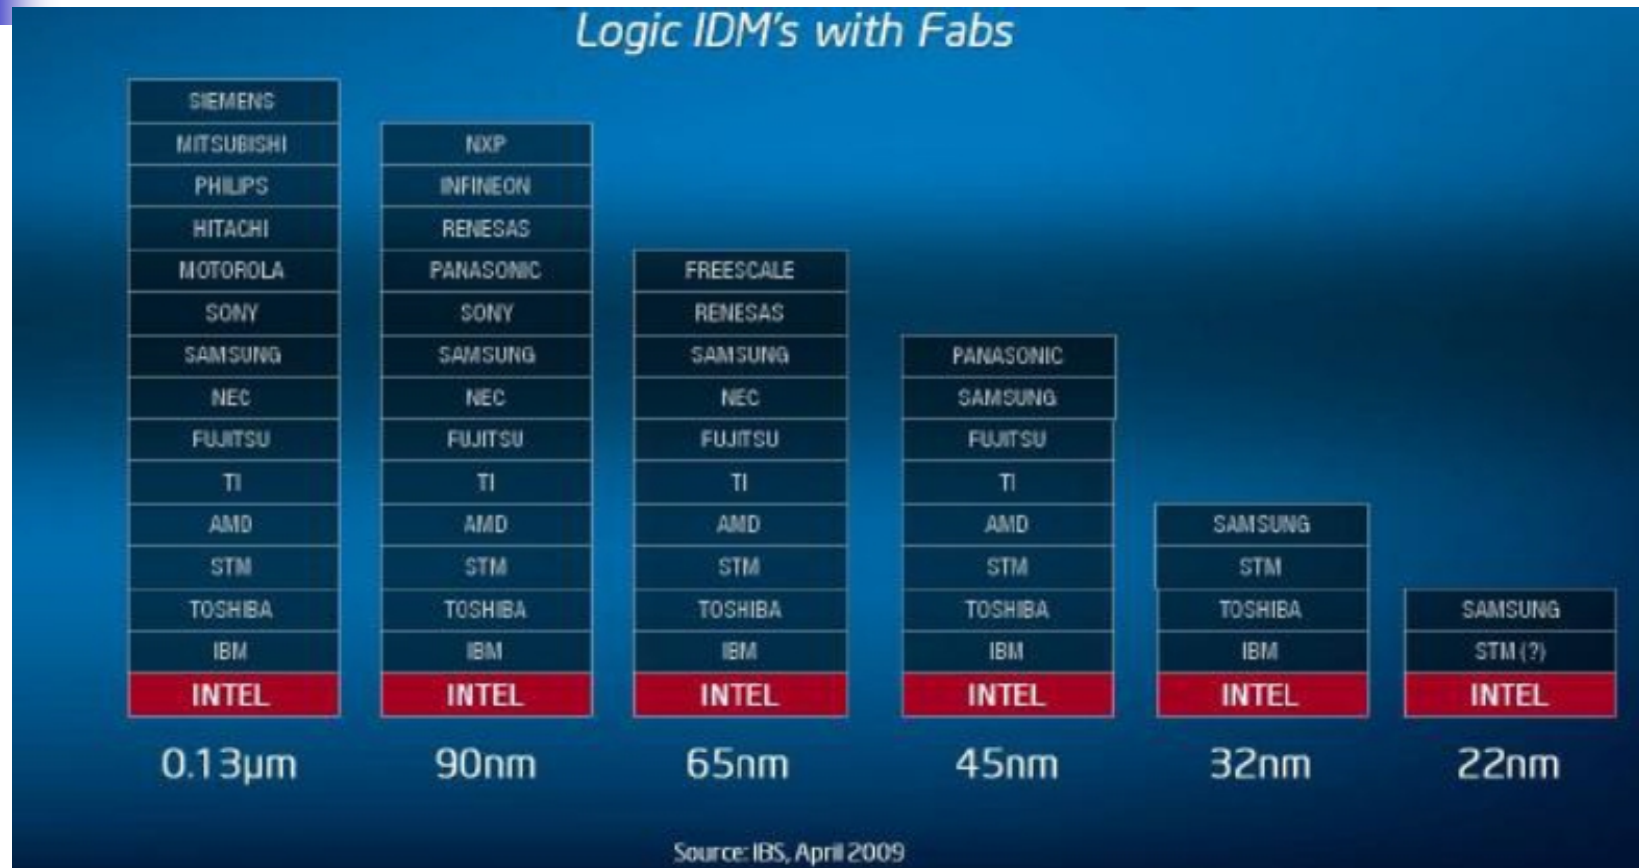 Logic IDM's with Fabs
SIEMENS
MITSUBISHI
PHILIPS
HITACHI
MOTOROLA
SONY
SAMSUNG
NEC
FUJITSU
TI
AMD
STM
TOSHIBA
IBM
INTEL
0.13µm
NXP
INFINEON
RENESAS
PANASONIC
SONY
SAMSUNG
NEC
FUJITSU
TI
AMD
STM
TOSHIBA
IBM
INTEL
90nm
FREESCALE
RENESAS
SAMSUNG
NEC
FUJITSU
TI
AMD
STM
TOSHIBA
IBM
INTEL
65nm
PANASONIC
SAMSUNG
FUJITSU
TI
AMD
STM
TOSHIBA
IBM
INTEL
45nm
SAMSUNG
STM
TOSHIBA
IBM
INTEL
32nm
SAMSUNG
STM (?)
INTEL
22nm
Source: IBS, April 2009